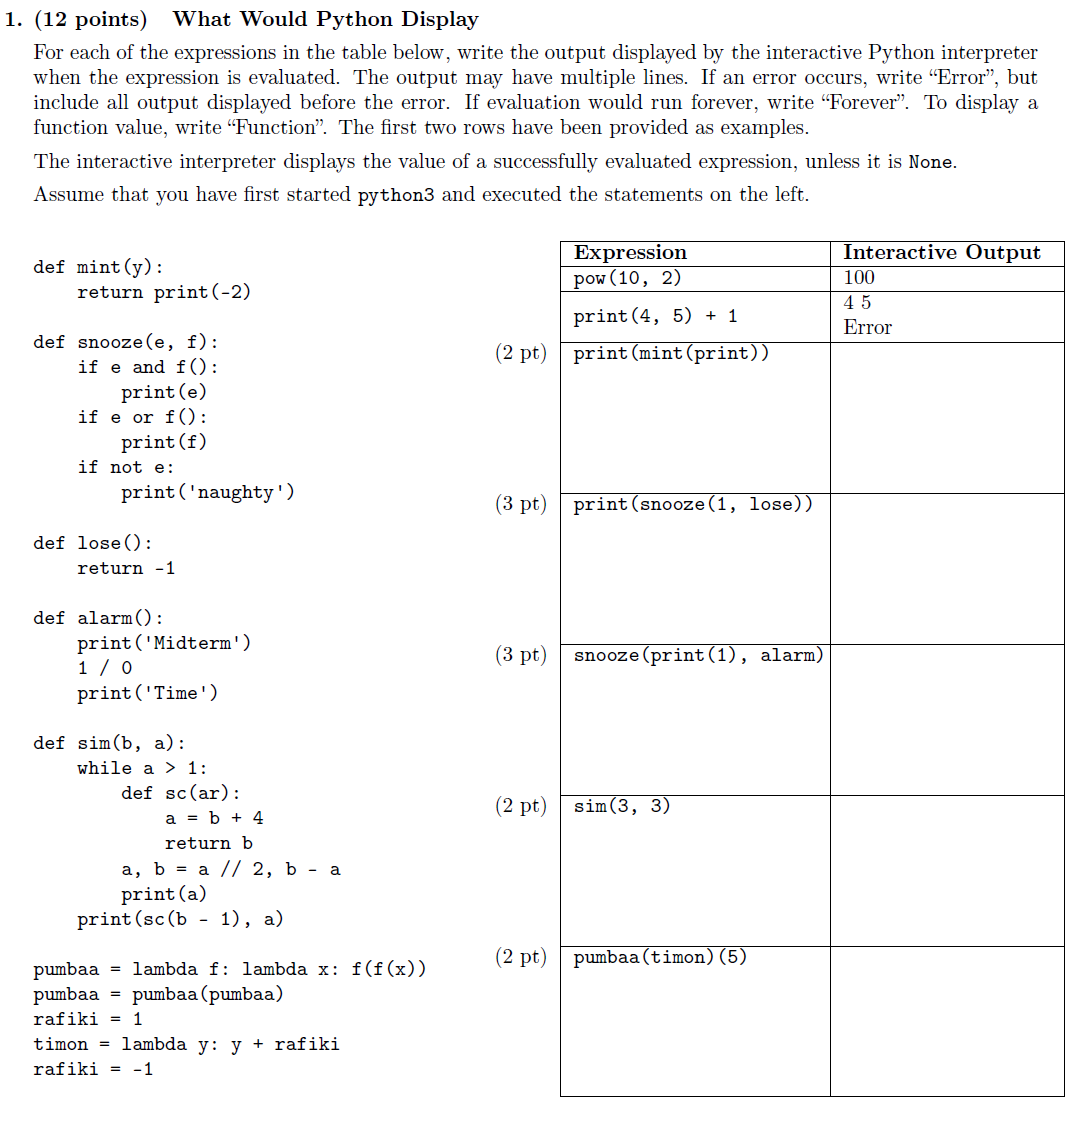 1. (12 points) What Would Python Display
For each of the expressions in the table below, write the output displayed by the interactive Python interpreter
when the expression is evaluated. The output may have multiple lines. If an error occurs, write “Error”, but
include all output displayed before the error. If evaluation would run forever, write “Forever”. To display a
function value, write “Function”. The first two rows have been provided as examples.
The interactive interpreter displays the value of a successfully evaluated expression, unless it is None.
Assume that you have first started python3 and executed the statements on the left.
def mint(y):
    return print(-2)
def snooze(e, f):
    if e and f():
        print(e)
    if e or f():
        print(f)
    if not e:
        print('naughty')
def lose():
    return -1
def alarm():
    print('Midterm')
    1 / 0
    print('Time')
def sim(b, a):
    while a > 1:
        def sc(ar):
            a = b + 4
            return b
        a, b = a // 2, b - a
        print(a)
    print(sc(b - 1), a)
pumbaa = lambda f: lambda x: f(f(x))
pumbaa = pumbaa(pumbaa)
rafiki = 1
timon = lambda y: y + rafiki
rafiki = -1
Expression Interactive Output
pow(10, 2) 100
print(4, 5) + 1 4 5
Error
(2 pt) print(mint(print))
(3 pt) print(snooze(1, lose))
(3 pt) snooze(print(1), alarm)
(2 pt) sim(3, 3)
(2 pt) pumbaa(timon)(5)